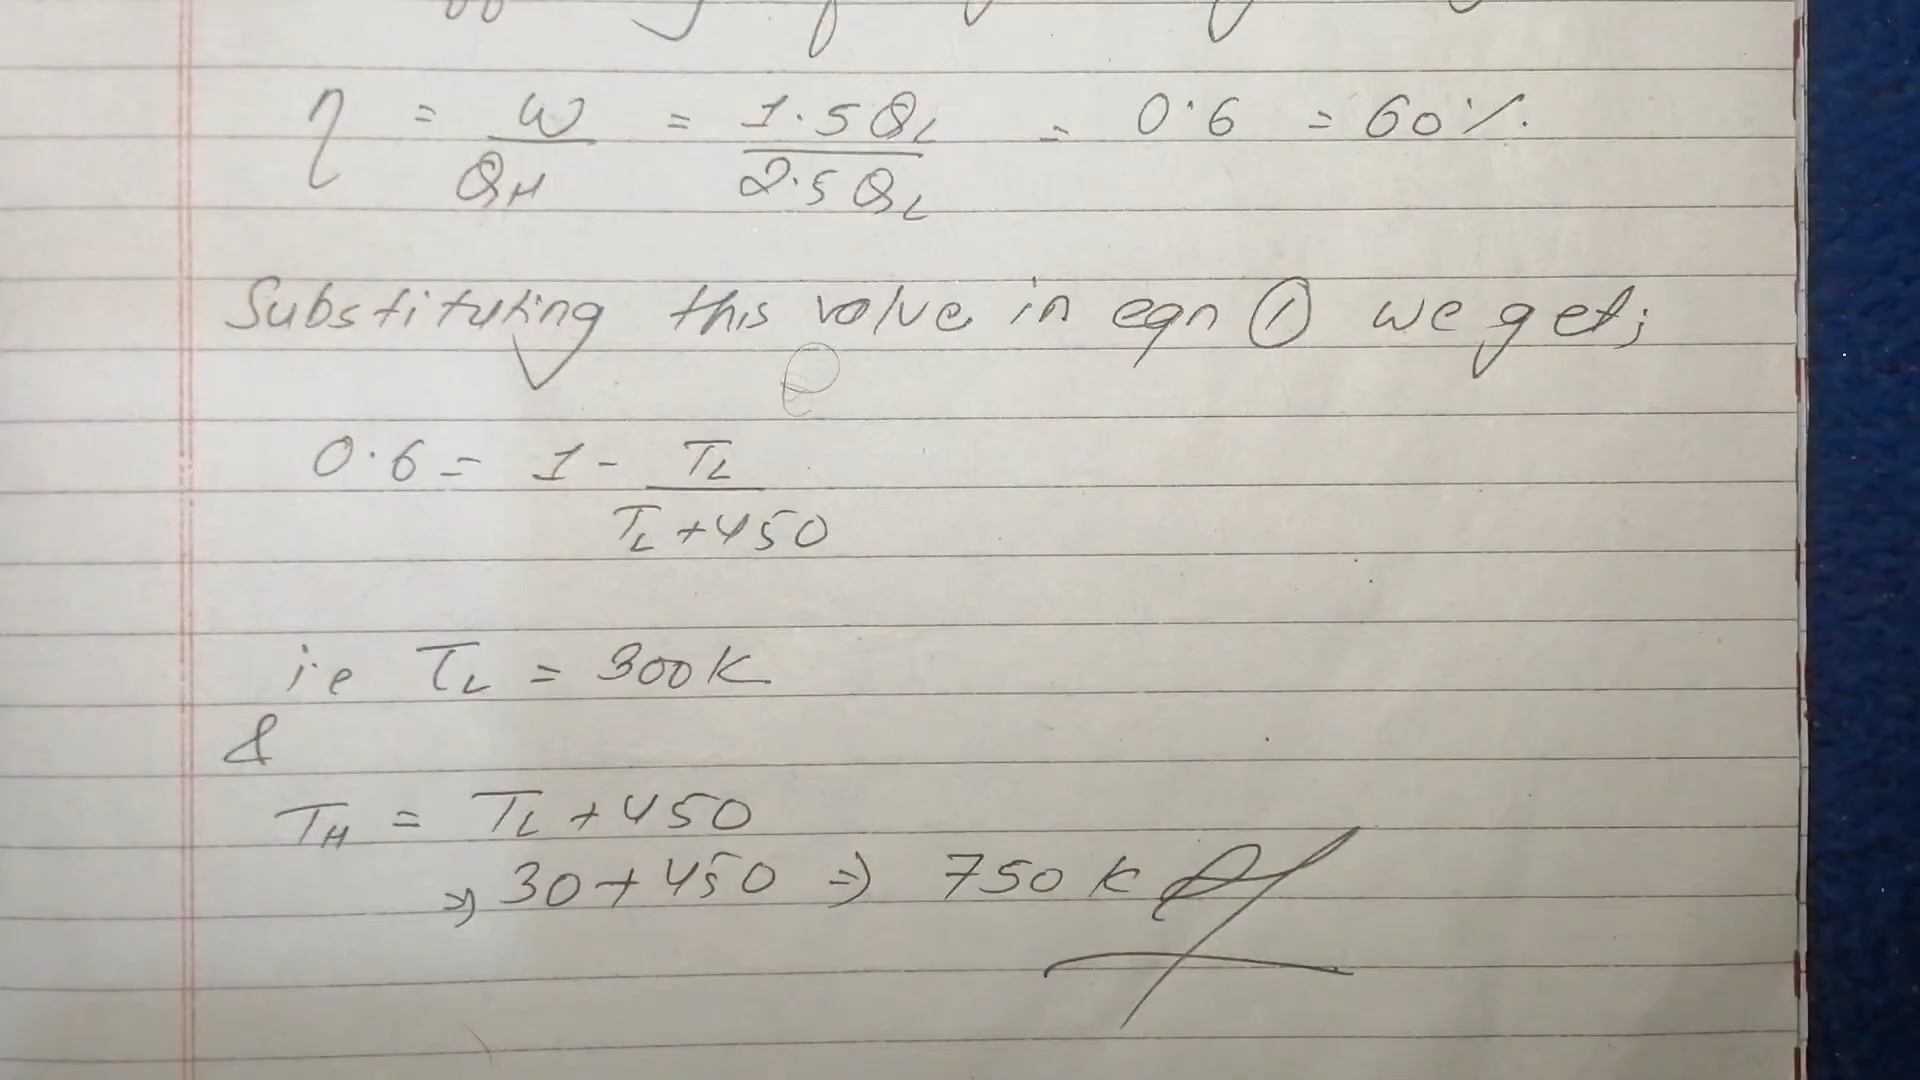 η = W/Q_H = 1.5Q_L/2.5Q_L = 0.6 = 60%.
Substituting this value in eqn ① we get;
0.6 = 1 - T_L/T_L+450
i.e T_L = 300K
&
T_H = T_L + 450
⇒ 30+450 ⇒ 750 K